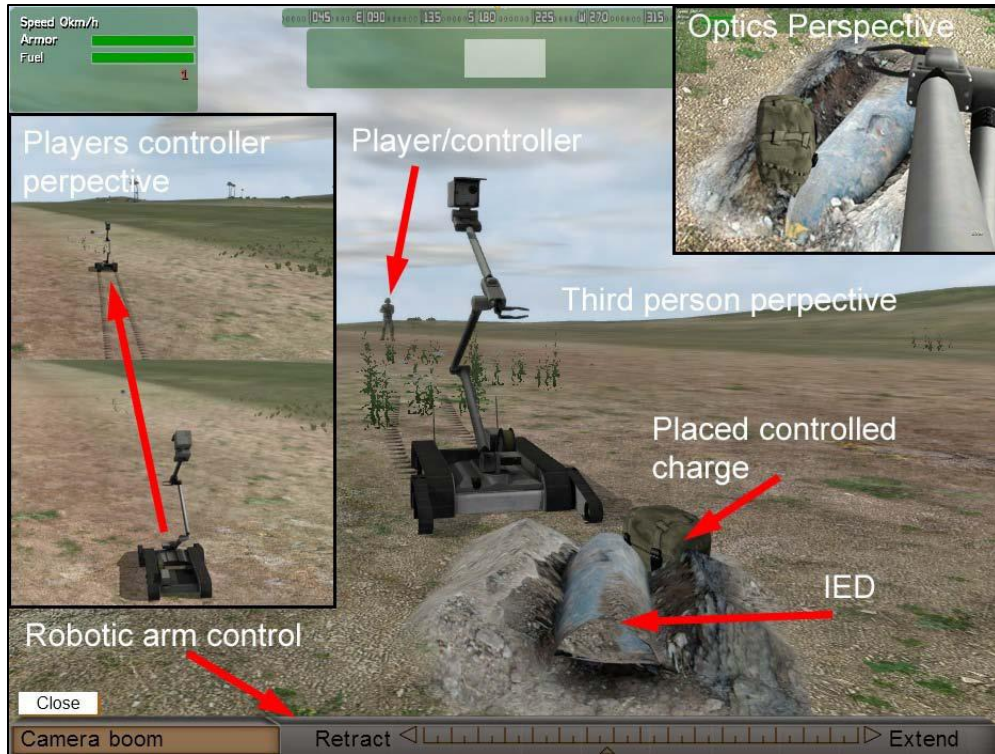 Speed 0km/h
Armor
Fuel
1
045 E 090 135 S 180 225 W 270 315
Optics Perspective
Players controller
perpective
Player/controller
Third person perpective
Placed controlled
charge
IED
Robotic arm control
Close
Camera boom
Retract
Extend